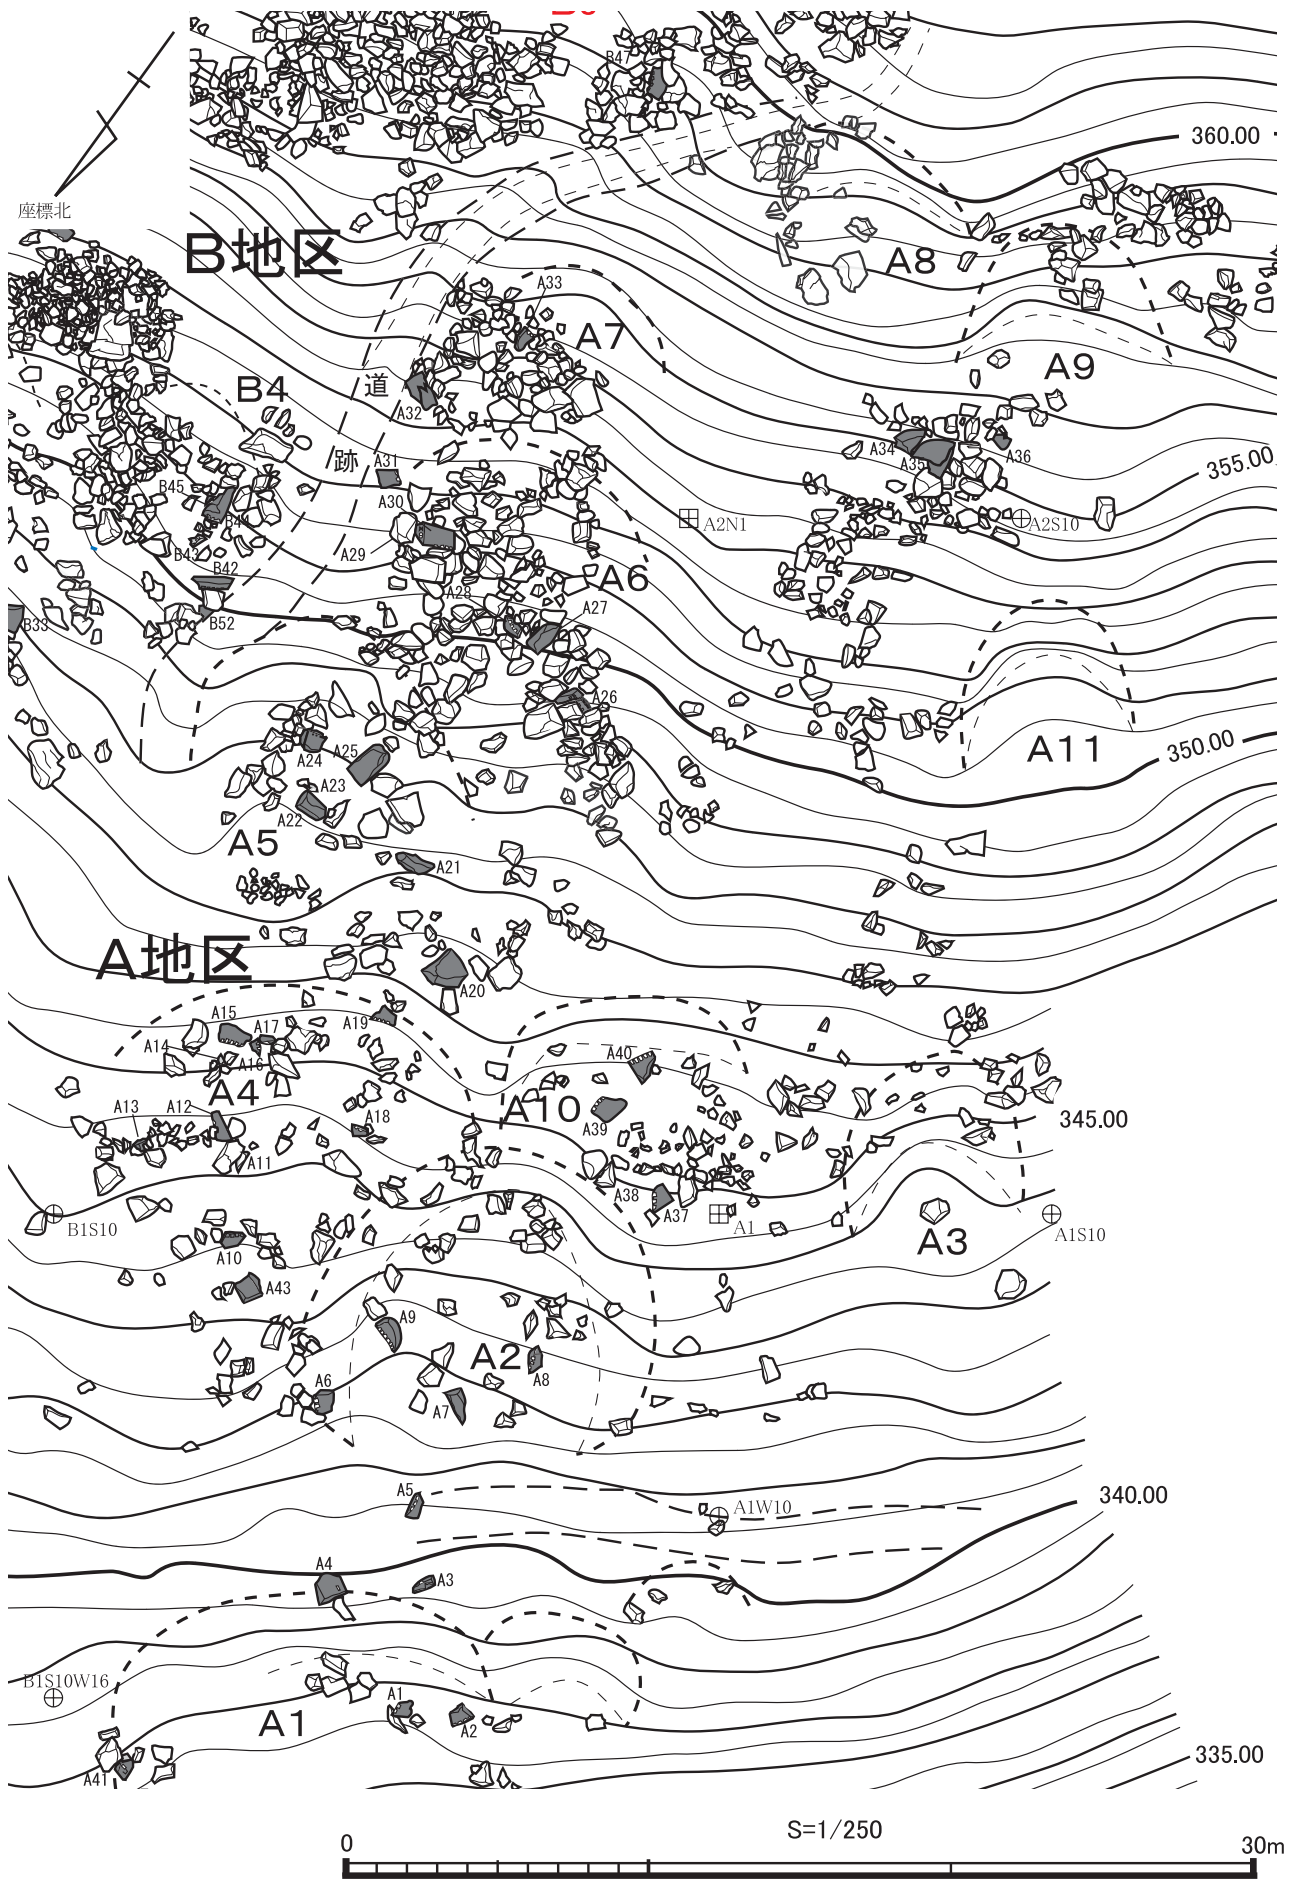 B47
360.00
座標北
B地区
A8
A33
A7
A9
道
B4
A32
A34
A35
A36
跡
A31
355.00
B45
A30
A2N1
A2S10
B44
A29
B43
B42
A6
A28
A27
B33
B52
A26
A11
350.00
A24
A25
A23
A22
A5
A21
A地区
A20
A15
A17
A19
A14
A16
A40
A4
A10
345.00
A13
A12
A18
A39
A11
A38
A37
B1S10
A1
A3
A1S10
A10
A43
A9
A2
A8
A6
A7
A5
A1W10
340.00
A4
A3
B1S10W16
A1
A1
A2
A41
335.00
S=1/250
0
30m